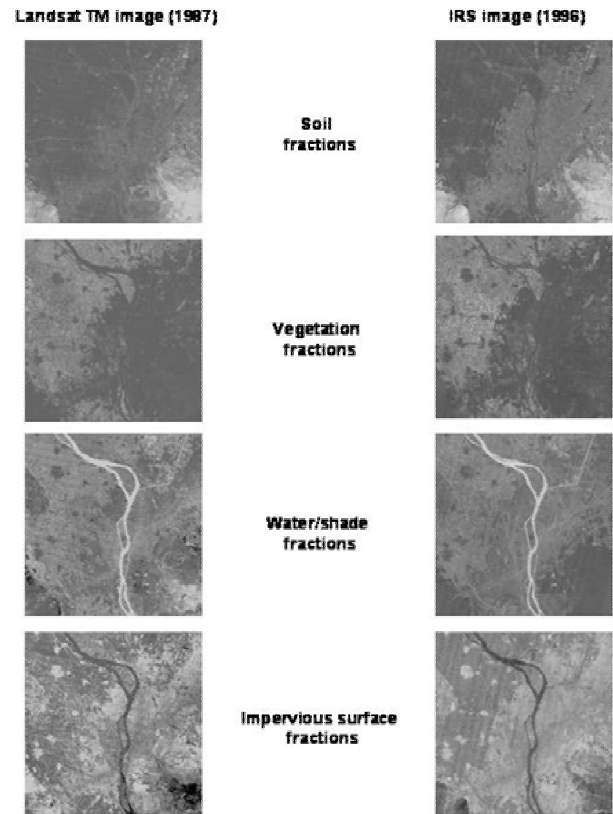 Landsat TM image (1987)
IRS image (1996)
Soil
fractions
Vegetation
fractions
Water/shade
fractions
Impervious surface
fractions